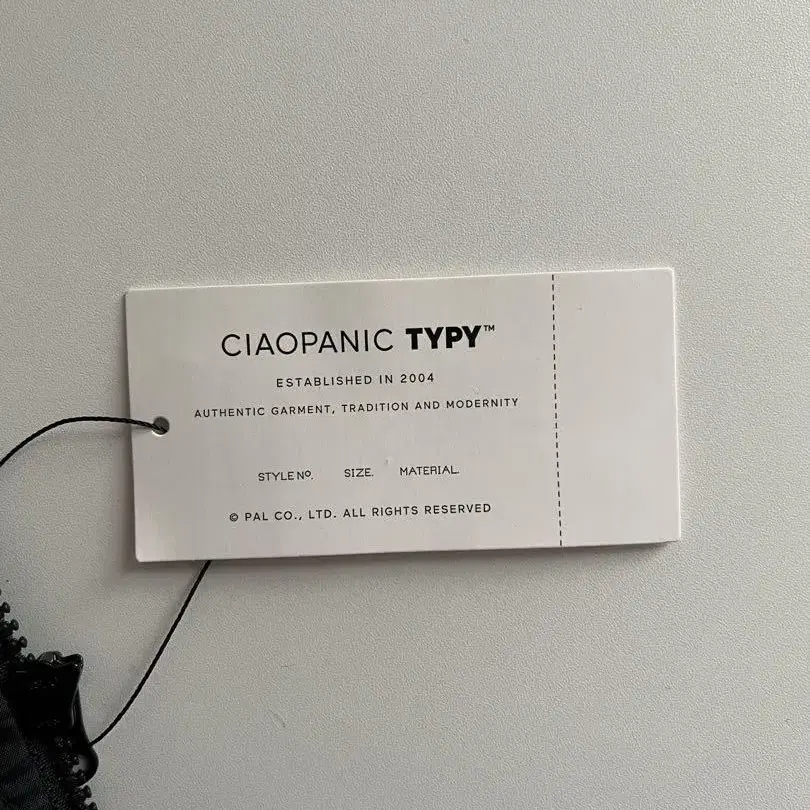 CIAOPANIC TYPY™
ESTABLISHED IN 2004
AUTHENTIC GARMENT, TRADITION AND MODERNITY
STYLE Nº. SIZE. MATERIAL.
© PAL CO., LTD. ALL RIGHTS RESERVED